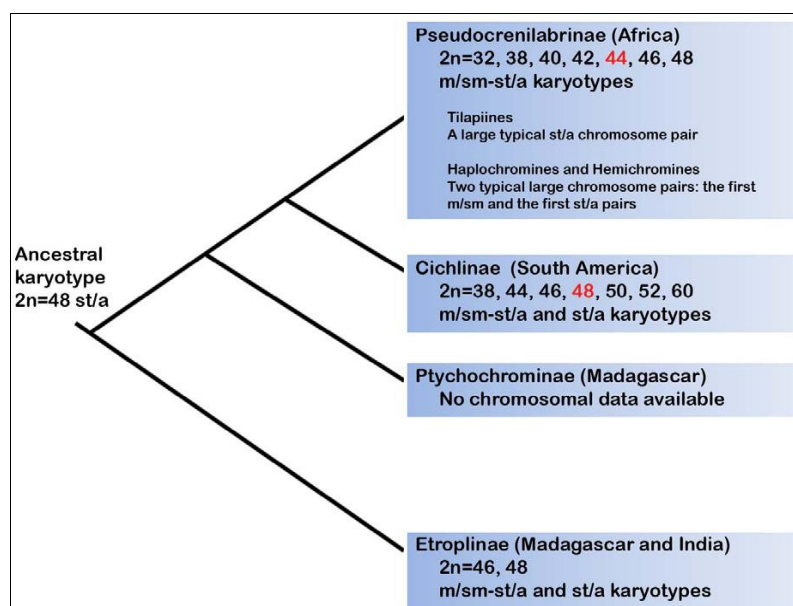 Pseudocrenilabrinae (Africa)
2n=32, 38, 40, 42, 44, 46, 48
m/sm-st/a karyotypes
Tilapiines
A large typical st/a chromosome pair
Haplochromines and Hemichromines
Two typical large chromosome pairs: the first
m/sm and the first st/a pairs
Ancestral
karyotype
2n=48 st/a
Cichlinae (South America)
2n=38, 44, 46, 48, 50, 52, 60
m/sm-st/a and st/a karyotypes
Ptychochrominae (Madagascar)
No chromosomal data available
Etroplinae (Madagascar and India)
2n=46, 48
m/sm-st/a and st/a karyotypes